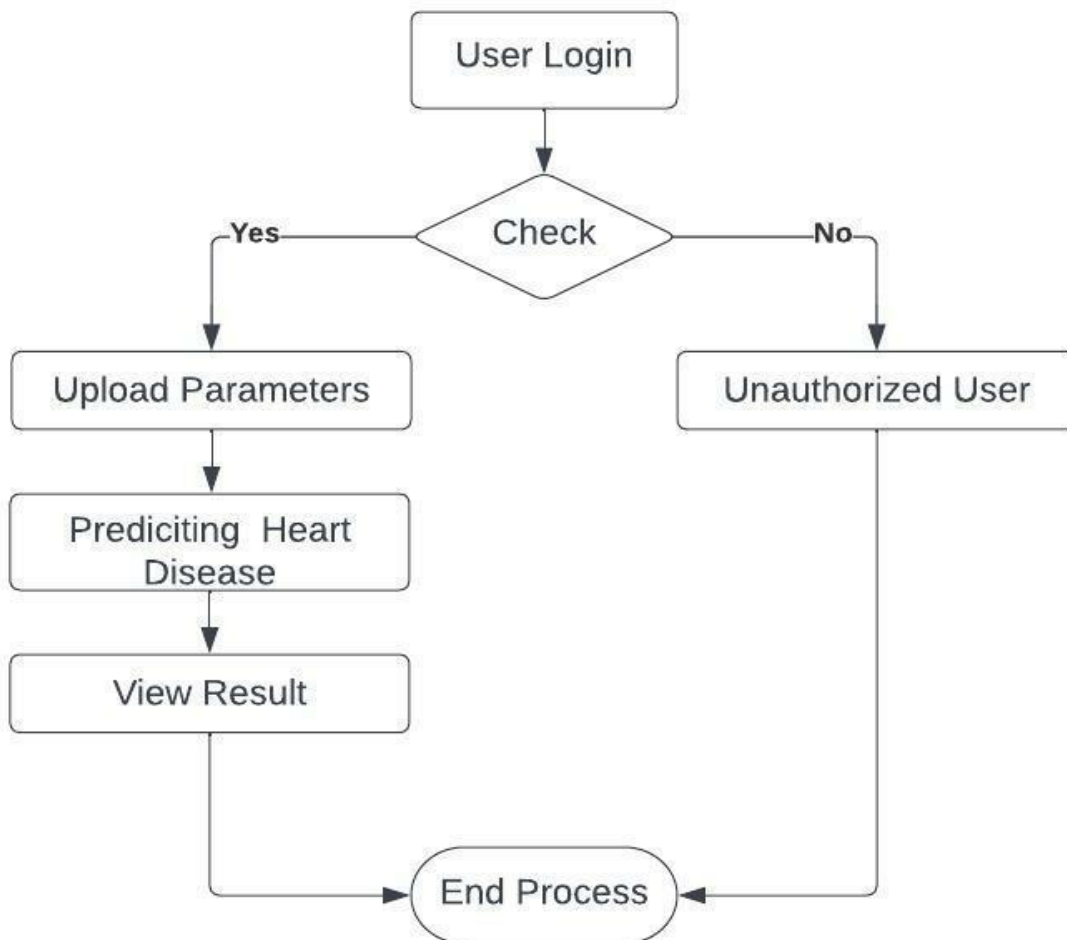 User Login
Check
Yes
No
Upload Parameters
Unauthorized User
Prediciting Heart
Disease
View Result
End Process